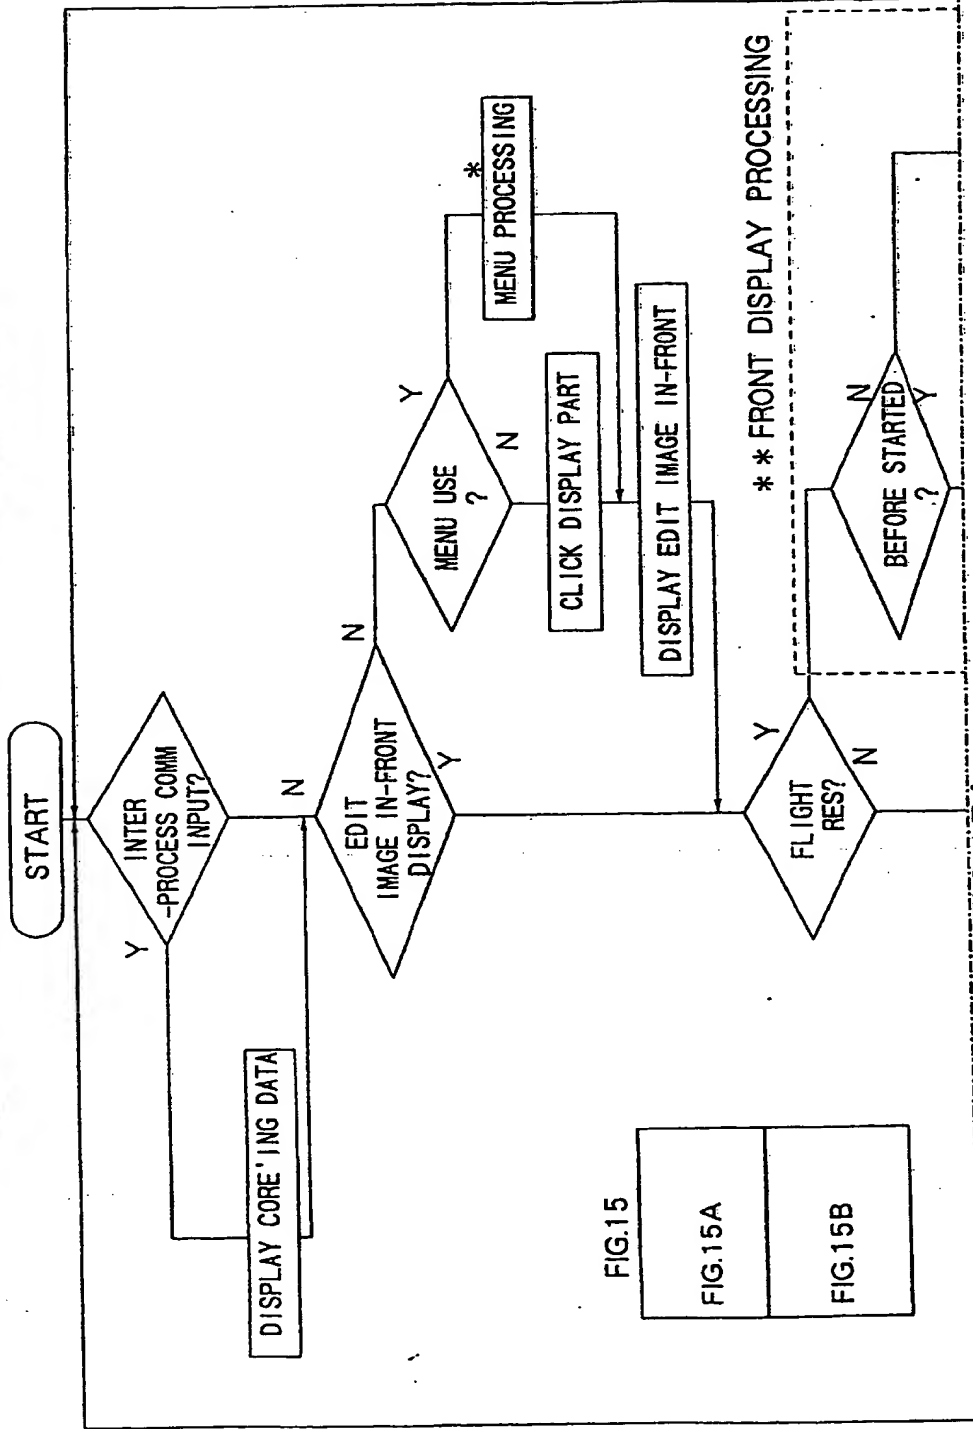 START
INTER
-PROCESS COMM
INPUT?
Y
N
DISPLAY CORE'ING DATA
EDIT
IMAGE IN-FRONT
DISPLAY?
N
Y
MENU USE
?
Y
N
*
MENU PROCESSING
CLICK DISPLAY PART
DISPLAY EDIT IMAGE IN-FRONT
FLIGHT
RES?
Y
N
**FRONT DISPLAY PROCESSING
BEFORE STARTED
?
N
Y
FIG.15
FIG.15A
FIG.15B